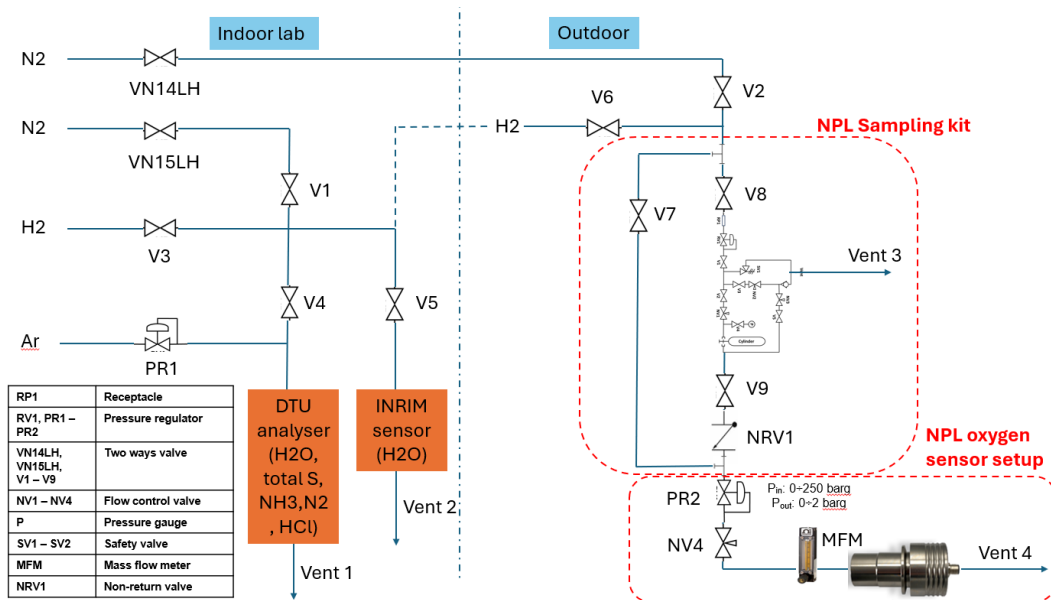 Indoor lab
Outdoor
N2
VN14LH
V2
V6
N2
H2
VN15LH
NPL Sampling kit
V1
V8
V7
H2
V3
Vent 3
V4
V5
Ar
Cylinder
PR1
V9
RP1 Receptacle
RV1, PR1 – PR2 Pressure regulator
VN14LH, VN15LH, V1 – V9 Two ways valve
NV1 – NV4 Flow control valve
P Pressure gauge
SV1 – SV2 Safety valve
MFM Mass flow meter
NRV1 Non-return valve
DTU
analyser
(H2O,
total S,
NH3,N2
, HCl)
INRIM
sensor
(H2O)
NRV1
NPL oxygen
sensor setup
PR2
Pin: 0÷250 barg
Pout: 0÷2 barg
Vent 2
NV4
MFM
Vent 4
Vent 1